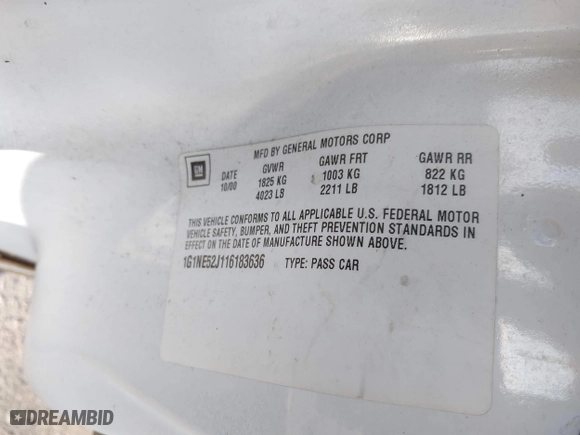 MFD BY GENERAL MOTORS CORP
GM DATE GVWR GAWR FRT GAWR RR
10/00 1825 KG 1003 KG 822 KG
4023 LB 2211 LB 1812 LB
THIS VEHICLE CONFORMS TO ALL APPLICABLE U.S. FEDERAL MOTOR
VEHICLE SAFETY, BUMPER, AND THEFT PREVENTION STANDARDS IN
EFFECT ON THE DATE OF MANUFACTURE SHOWN ABOVE.
1G1NE52J116183636 TYPE: PASS CAR
DREAMBID